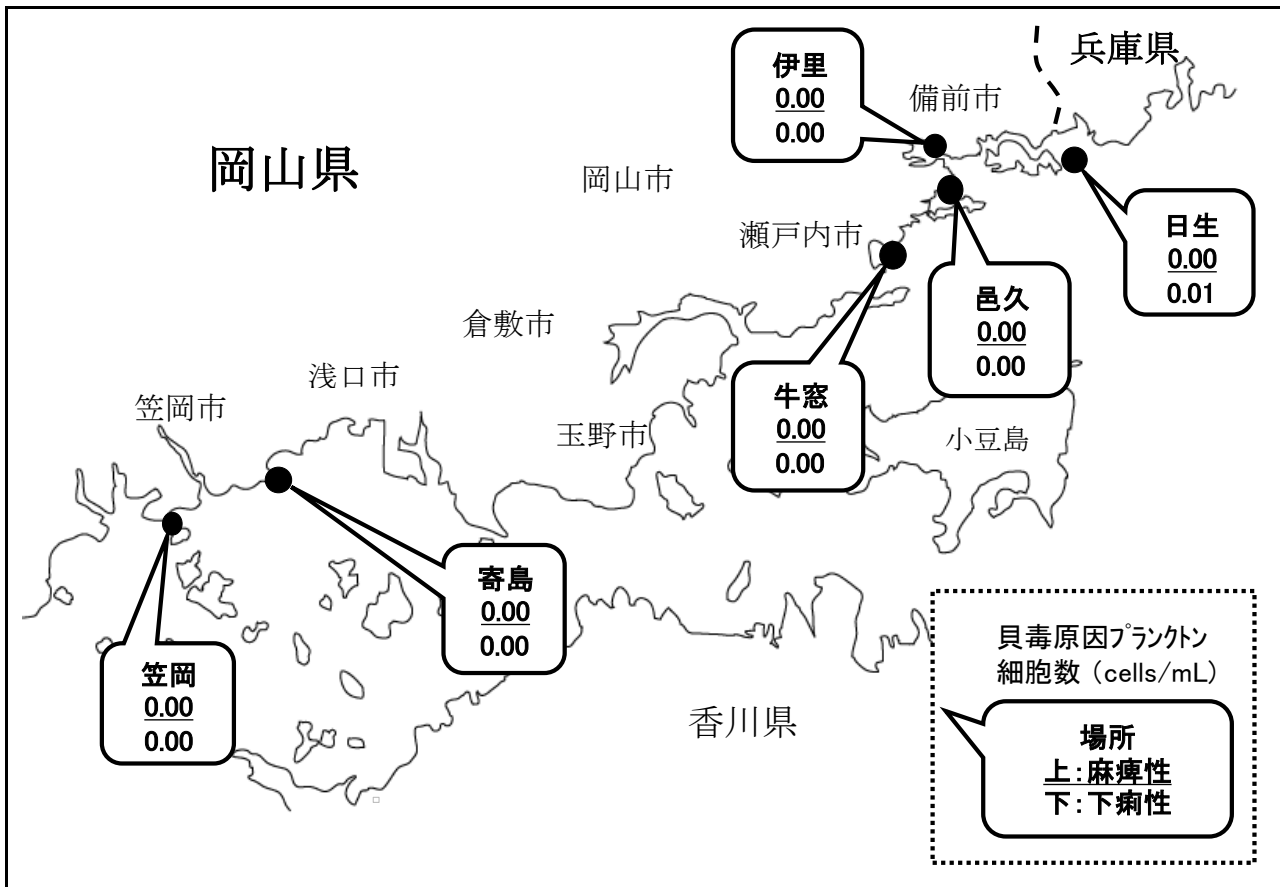 兵庫県
伊里
0.00
0.00
備前市
岡山県
岡山市
日生
0.00
0.01
瀬戸内市
邑久
0.00
0.00
倉敷市
浅口市
牛窓
0.00
0.00
笠岡市
玉野市
小豆島
寄島
0.00
0.00
笠岡
0.00
0.00
香川県
貝毒原因プランクトン
細胞数 (cells/mL)
場所
上:麻痺性
下:下痢性